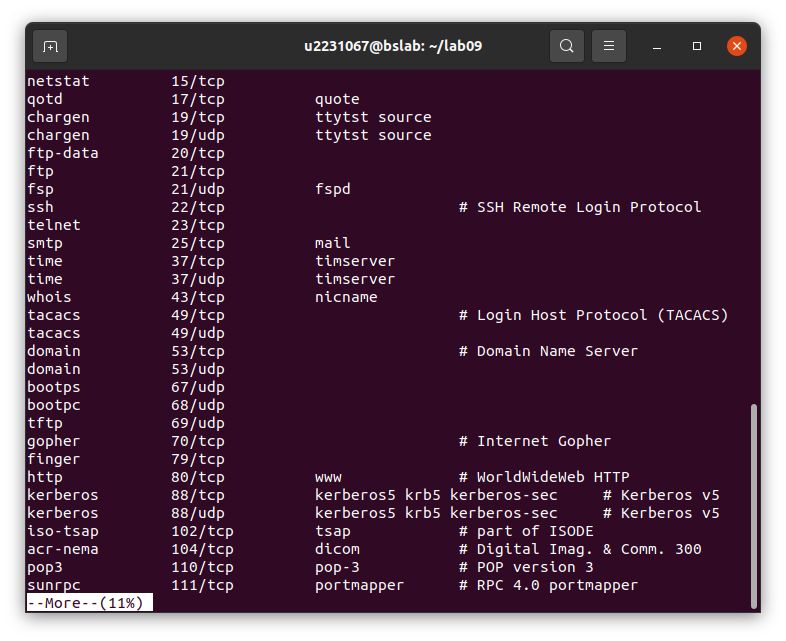 u2231067@bslab: ~/lab09
netstat 15/tcp
qotd 17/tcp quote
chargen 19/tcp ttytst source
chargen 19/udp ttytst source
ftp-data 20/tcp
ftp 21/tcp
fsp 21/udp fspd
ssh 22/tcp # SSH Remote Login Protocol
telnet 23/tcp
smtp 25/tcp mail
time 37/tcp timserver
time 37/udp timserver
whois 43/tcp nicname
tacacs 49/tcp # Login Host Protocol (TACACS)
tacacs 49/udp
domain 53/tcp # Domain Name Server
domain 53/udp
bootps 67/udp
bootpc 68/udp
tftp 69/udp
gopher 70/tcp # Internet Gopher
finger 79/tcp
http 80/tcp www # WorldWideWeb HTTP
kerberos 88/tcp kerberos5 krb5 kerberos-sec # Kerberos v5
kerberos 88/udp kerberos5 krb5 kerberos-sec # Kerberos v5
iso-tsap 102/tcp tsap # part of ISODE
acr-nema 104/tcp dicom # Digital Imag. & Comm. 300
pop3 110/tcp pop-3 # POP version 3
sunrpc 111/tcp portmapper # RPC 4.0 portmapper
--More--(11%)